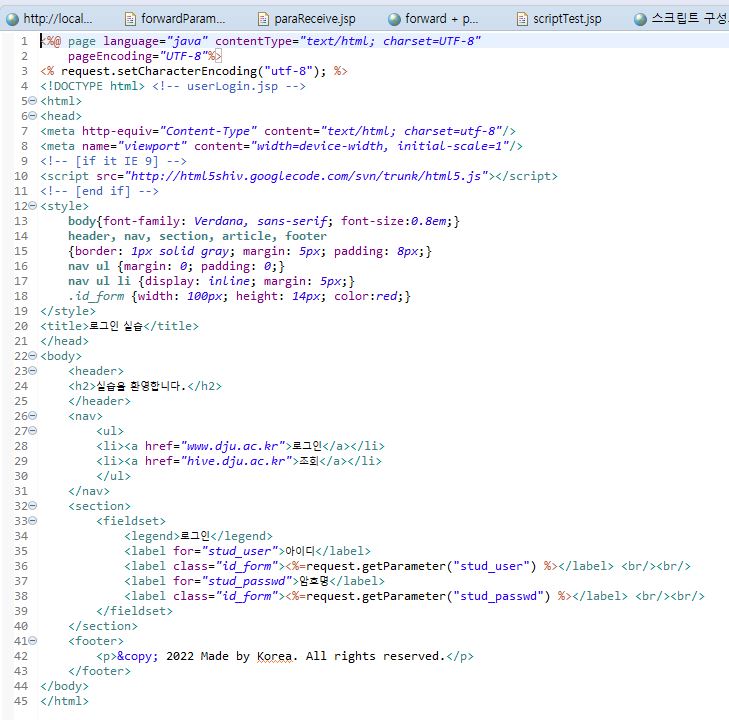 http://local... forwardParam... paraReceive.jsp forward + p... scriptTest.jsp 스크립트 구성
1 <%@ page language="java" contentType="text/html; charset=UTF-8"
2 pageEncoding="UTF-8"%>
3 <% request.setCharacterEncoding("utf-8"); %>
4 <!DOCTYPE html> <!-- userLogin.jsp -->
5 <html>
6 <head>
7 <meta http-equiv="Content-Type" content="text/html; charset=utf-8"/>
8 <meta name="viewport" content="width=device-width, initial-scale=1"/>
9 <!-- [if it IE 9] -->
10 <script src="http://html5shiv.googlecode.com/svn/trunk/html5.js"></script>
11 <!-- [end if] -->
12 <style>
13 body{font-family: Verdana, sans-serif; font-size:0.8em;}
14 header, nav, section, article, footer
15 {border: 1px solid gray; margin: 5px; padding: 8px;}
16 nav ul {margin: 0; padding: 0;}
17 nav ul li {display: inline; margin: 5px;}
18 .id_form {width: 100px; height: 14px; color:red;}
19 </style>
20 <title>로그인 실습</title>
21 </head>
22 <body>
23 <header>
24 <h2>실습을 환영합니다.</h2>
25 </header>
26 <nav>
27 <ul>
28 <li><a href="www.dju.ac.kr">로그인</a></li>
29 <li><a href="hive.dju.ac.kr">조회</a></li>
30 </ul>
31 </nav>
32 <section>
33 <fieldset>
34 <legend>로그인</legend>
35 <label for="stud_user">아이디</label>
36 <label class="id_form"><%=request.getParameter("stud_user") %></label> <br/><br/>
37 <label for="stud_passwd">암호명</label>
38 <label class="id_form"><%=request.getParameter("stud_passwd") %></label> <br/><br/>
39 </fieldset>
40 </section>
41 <footer>
42 <p>&copy; 2022 Made by Korea. All rights reserved.</p>
43 </footer>
44 </body>
45 </html>